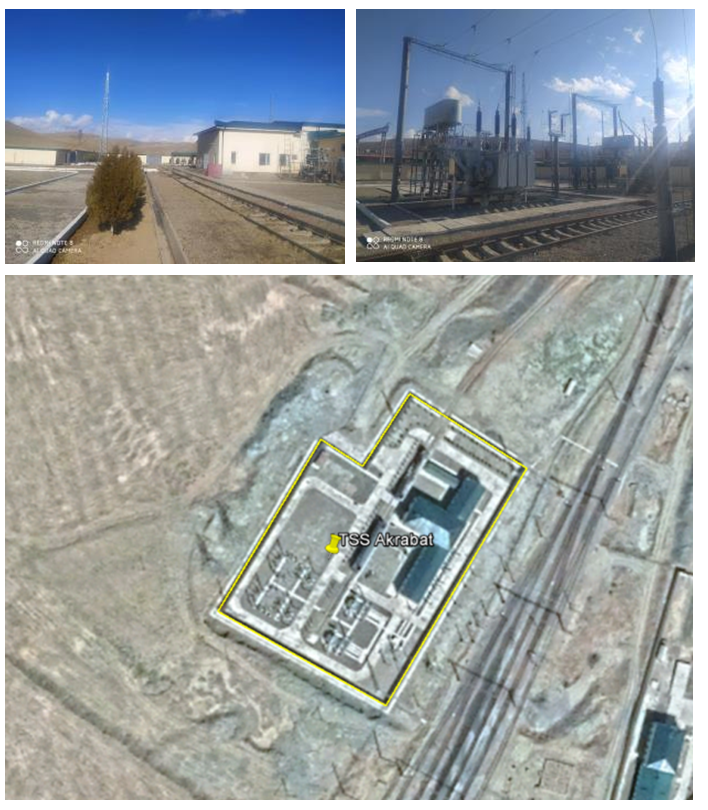 REDMI NOTE 8
AI QUAD CAMERA
REDMI NOTE 8
AI QUAD CAMERA
TSS Akrabat